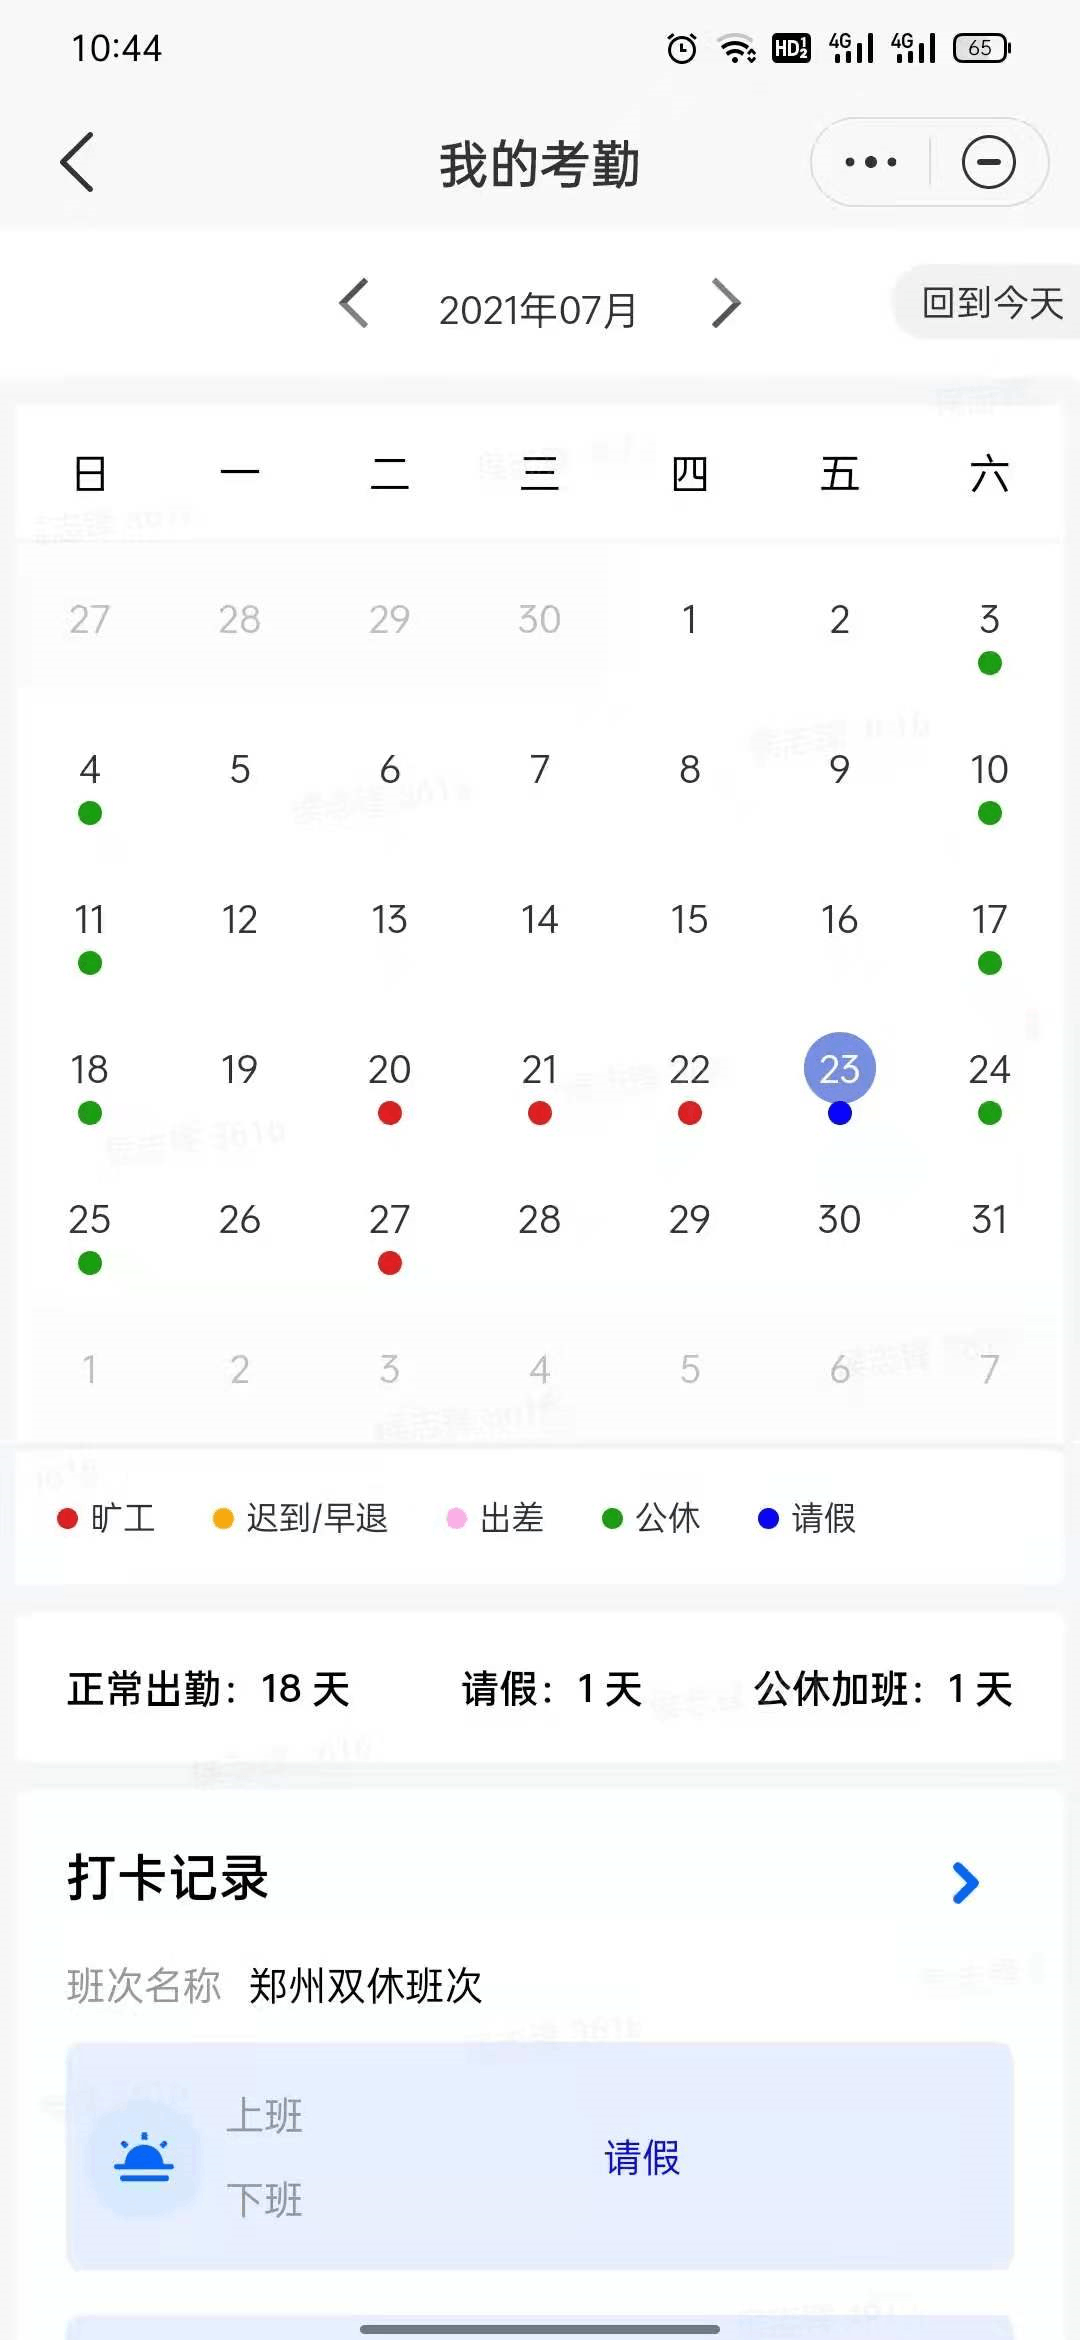 10:44 HD12 4G 4G 65
我的考勤
2021年07月 回到今天
日 一 二 三 四 五 六
27 28 29 30 1 2 3
4 5 6 7 8 9 10
11 12 13 14 15 16 17
18 19 20 21 22 23 24
25 26 27 28 29 30 31
1 2 3 4 5 6 7
旷工 迟到/早退 出差 公休 请假
正常出勤：18 天 请假：1 天 公休加班：1 天
打卡记录
班次名称 郑州双休班次
上班
请假
下班